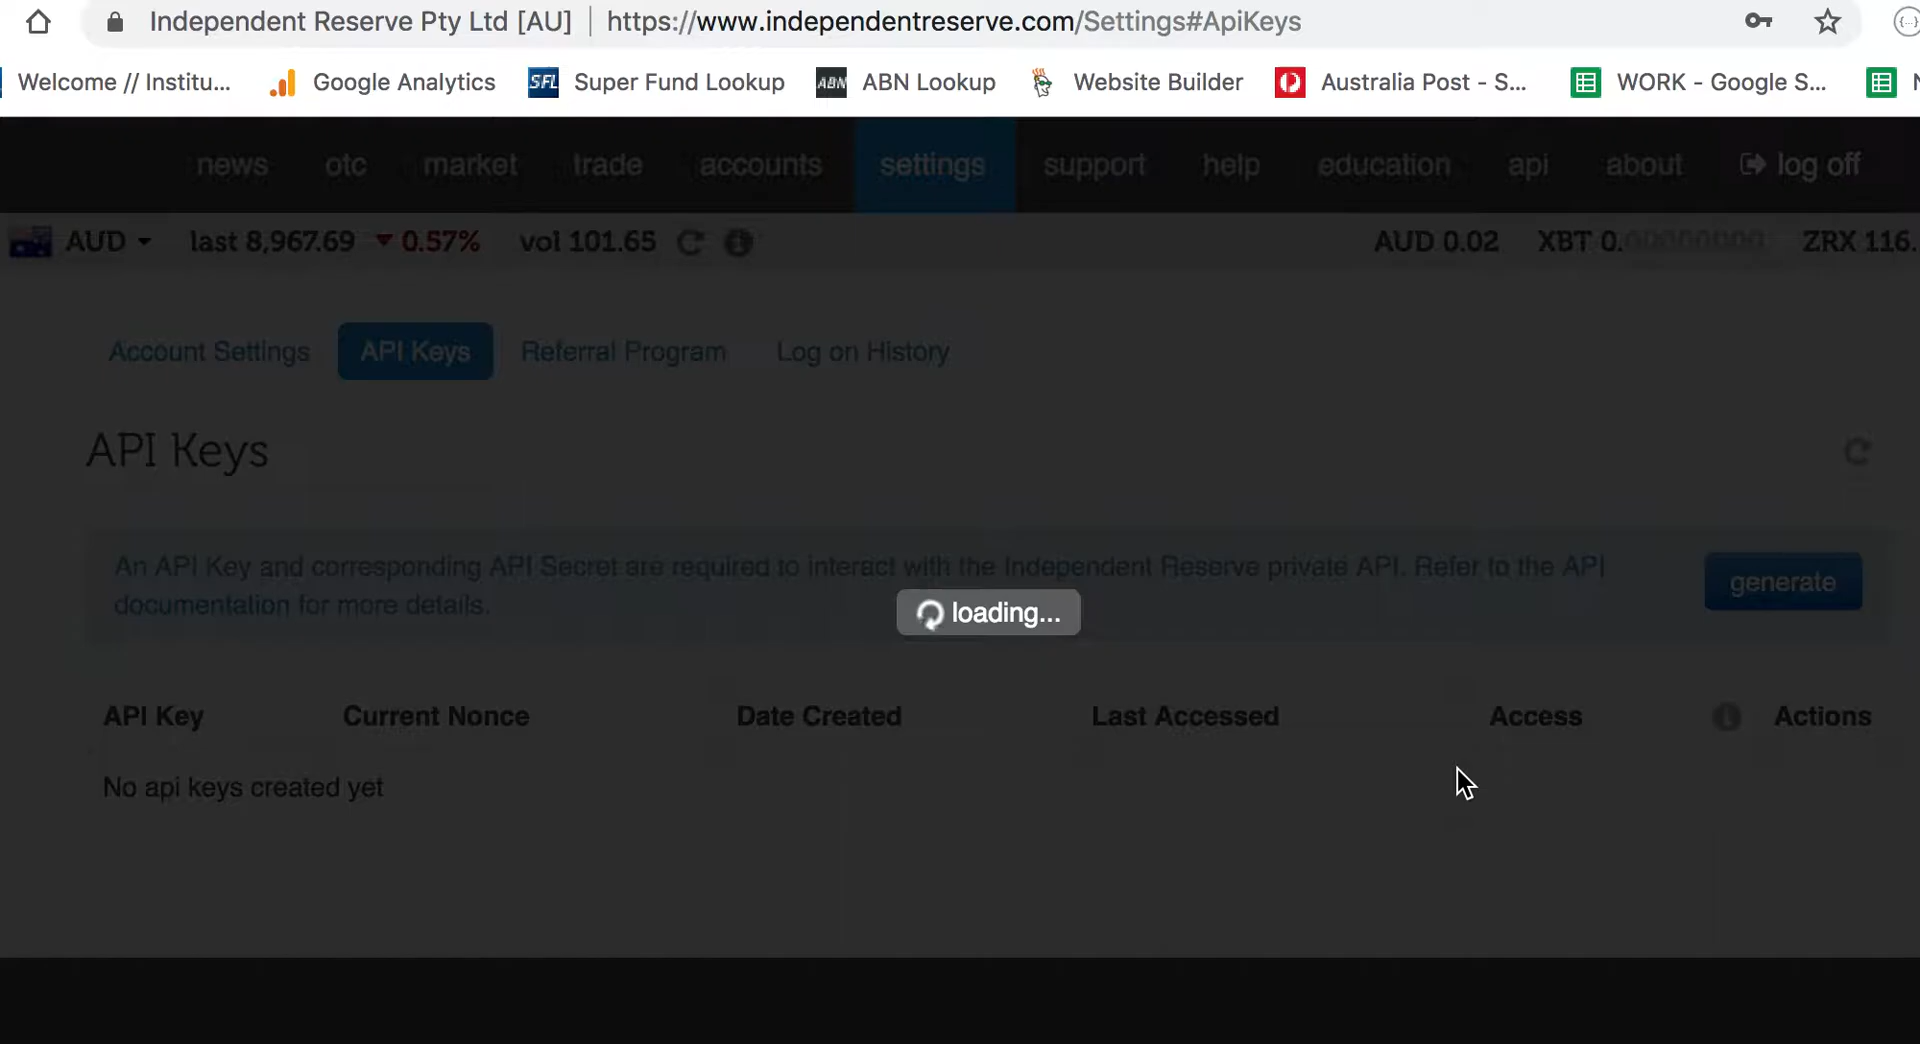 Independent Reserve Pty Ltd [AU] | https://www.independentreserve.com/Settings#ApiKeys
Welcome // Institu... Google Analytics SFL Super Fund Lookup ABN ABN Lookup Website Builder Australia Post - S... WORK - Google S...
news otc market trade accounts settings support help education api about log off
AUD last 8,967.69 0.57% vol 101.65 AUD 0.02 XBT 0. ZRX 116.
Account Settings API Keys Referral Program Log on History
API Keys
An API Key and corresponding API Secret are required to interact with the Independent Reserve private API. Refer to the API
documentation for more details.
generate
loading...
API Key Current Nonce Date Created Last Accessed Access Actions
No api keys created yet